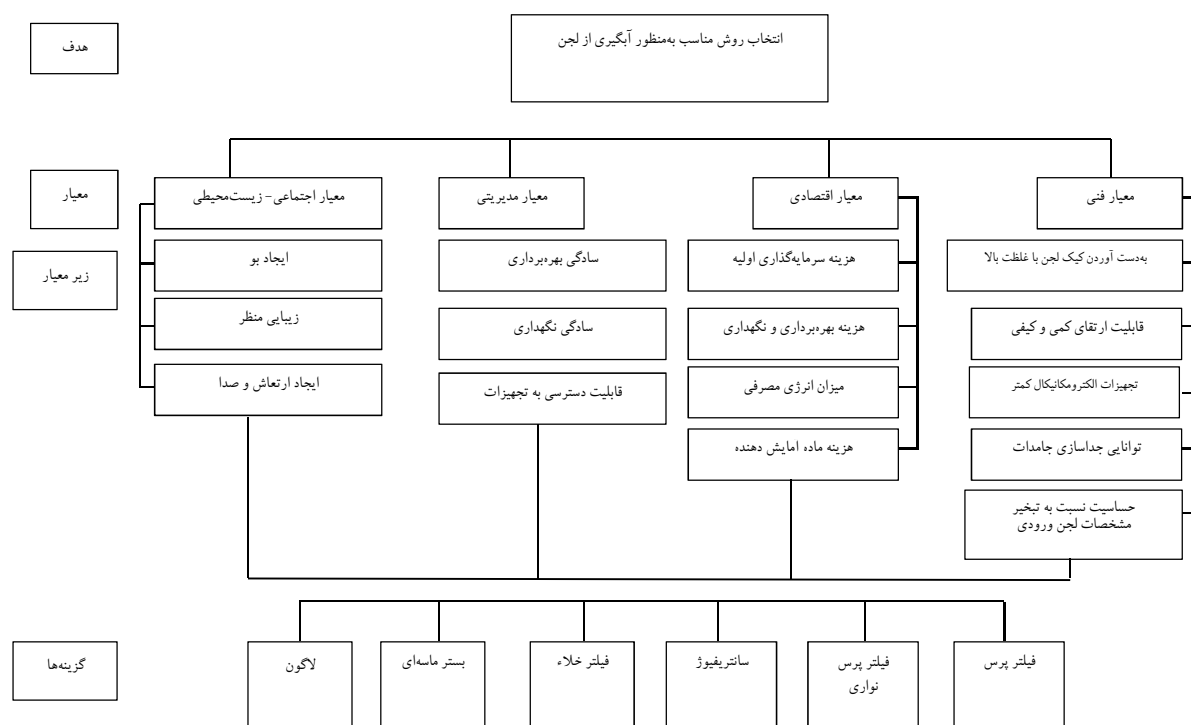 هدف
انتخاب روش مناسب به‌منظور آبگیری از لجن
معیار
معیار فنی
معیار اقتصادی
معیار مدیریتی
معیار اجتماعی- زیست‌محیطی
زیر معیار
به‌دست آوردن کیک لجن با غلظت بالا
قابلیت ارتقای کمی و کیفی
تجهیزات الکترومکانیکال کمتر
توانایی جداسازی جامدات
حساسیت نسبت به تبخیر
مشخصات لجن ورودی
هزینه سرمایه‌گذاری اولیه
هزینه بهره‌برداری و نگهداری
میزان انرژی مصرفی
هزینه ماده امایش دهنده
سادگی بهره‌برداری
سادگی نگهداری
قابلیت دسترسی به تجهیزات
ایجاد بو
زیبایی منظر
ایجاد ارتعاش و صدا
گزینه‌ها
فیلتر پرس
فیلتر پرس
نواری
سانتریفیوژ
فیلتر خلاء
بستر ماسه‌ای
لاگون